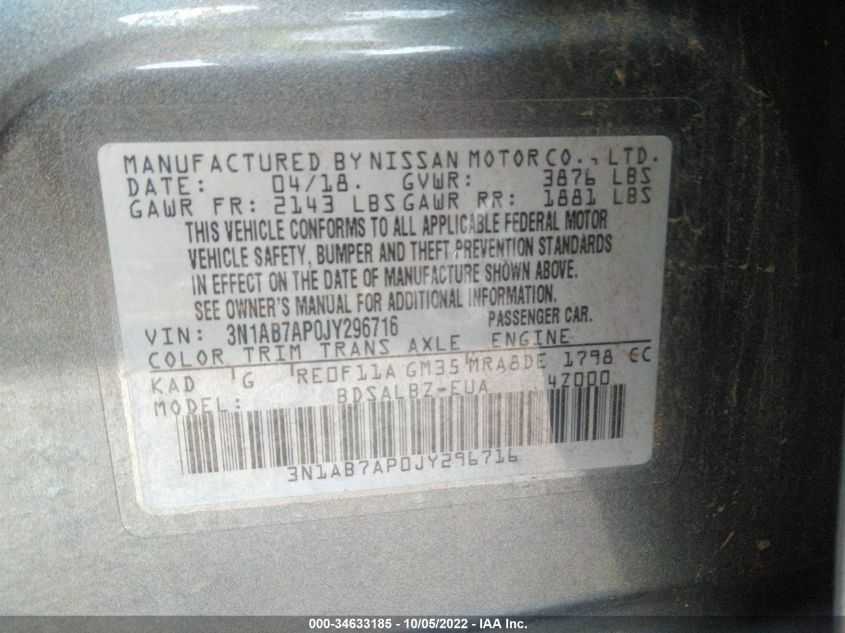 MANUFACTURED BY NISSAN MOTOR CO., LTD.
DATE: 04/18. GVWR: 3876 LBS
GAWR FR: 2143 LBS GAWR RR: 1881 LBS
THIS VEHICLE CONFORMS TO ALL APPLICABLE FEDERAL MOTOR
VEHICLE SAFETY, BUMPER AND THEFT PREVENTION STANDARDS
IN EFFECT ON THE DATE OF MANUFACTURE SHOWN ABOVE.
SEE OWNER'S MANUAL FOR ADDITIONAL INFORMATION.
VIN: 3N1AB7AP0JY296716 PASSENGER CAR.
COLOR TRIM TRANS AXLE ENGINE
KAD G RE0F11A GM35 MRA8DE 1798 CC
MODEL: BDSALBZ-EUA 4Z000
3N1AB7AP0JY296716
000-34633185 - 10/05/2022 - IAA Inc.